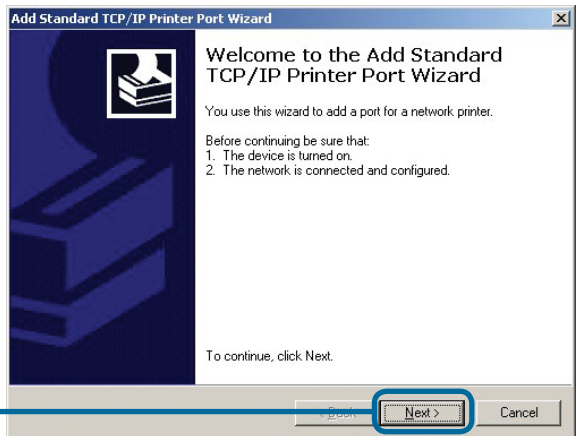 Add Standard TCP/IP Printer Port Wizard
Welcome to the Add Standard
TCP/IP Printer Port Wizard
You use this wizard to add a port for a network printer.
Before continuing be sure that:
1. The device is turned on.
2. The network is connected and configured.
To continue, click Next.
< Back
Next >
Cancel